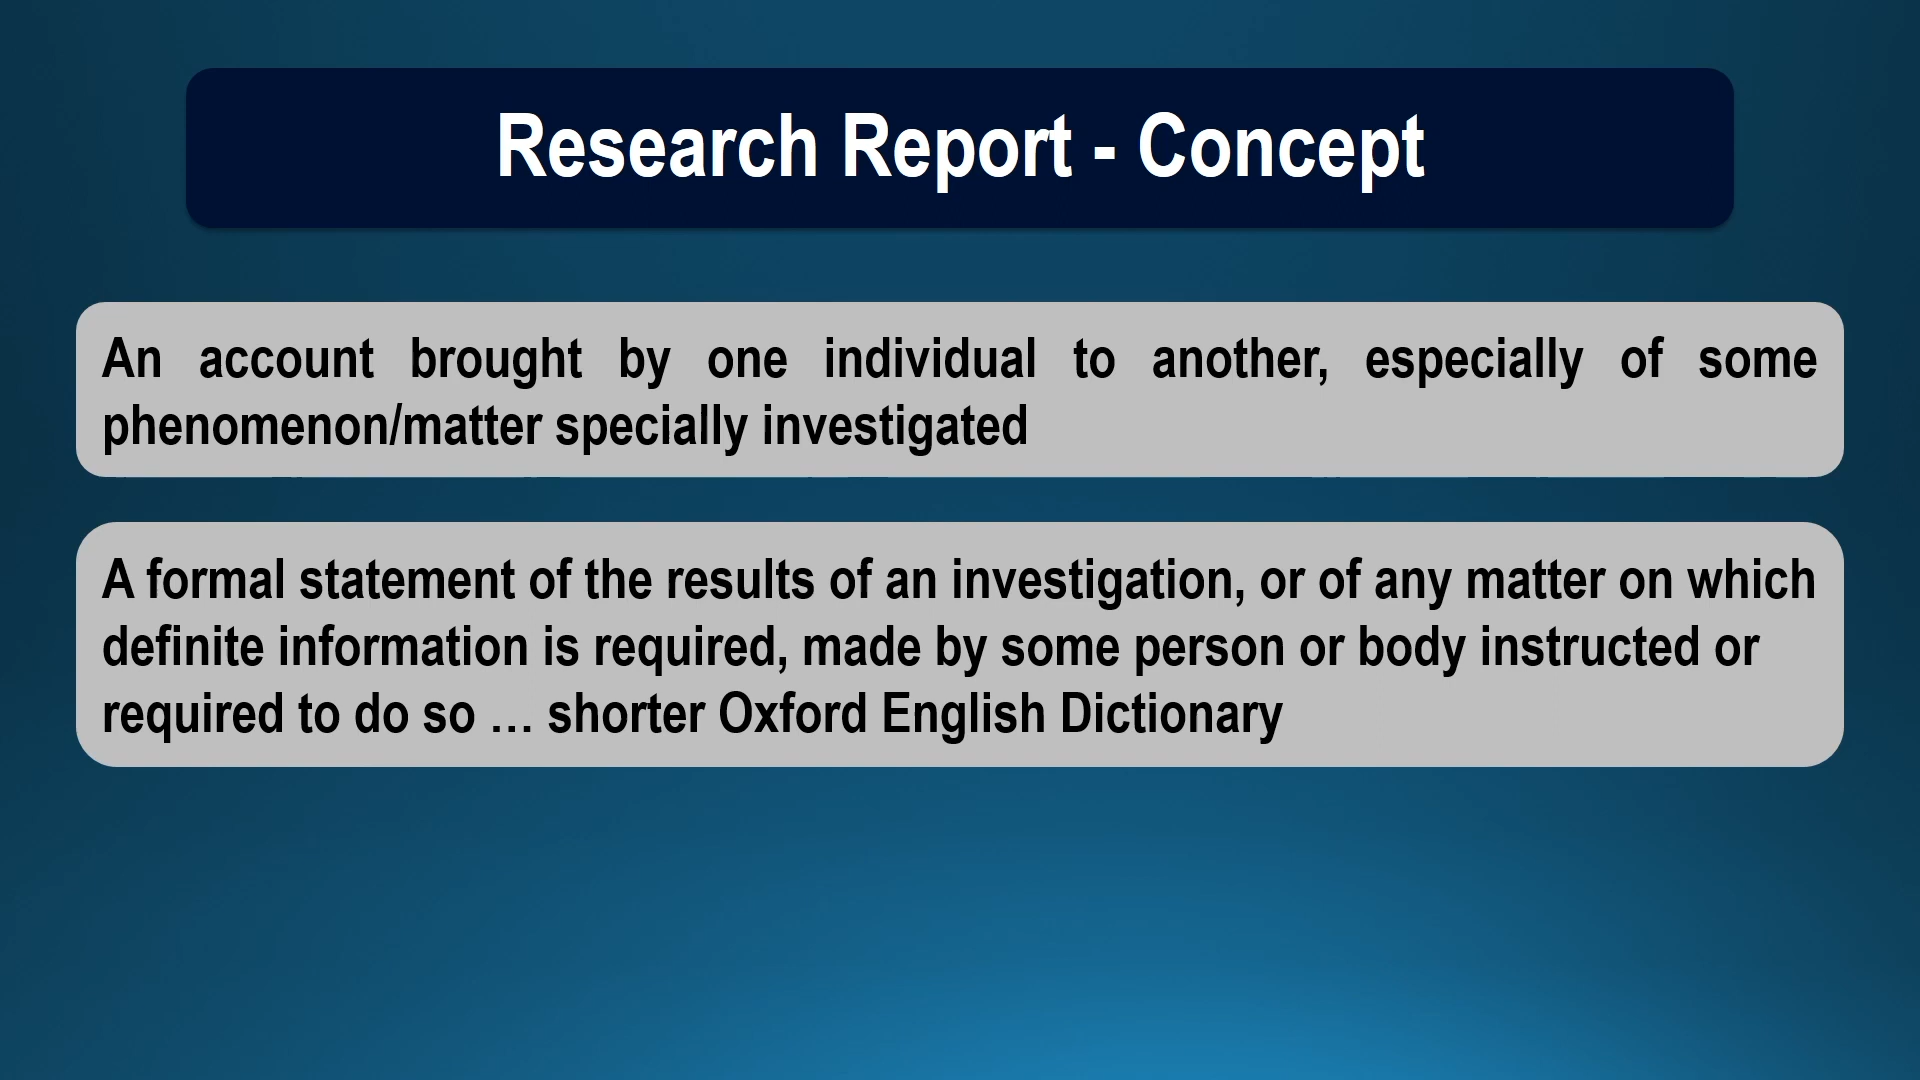 Research Report - Concept
An account brought by one individual to another, especially of some
phenomenon/matter specially investigated
A formal statement of the results of an investigation, or of any matter on which
definite information is required, made by some person or body instructed or
required to do so … shorter Oxford English Dictionary